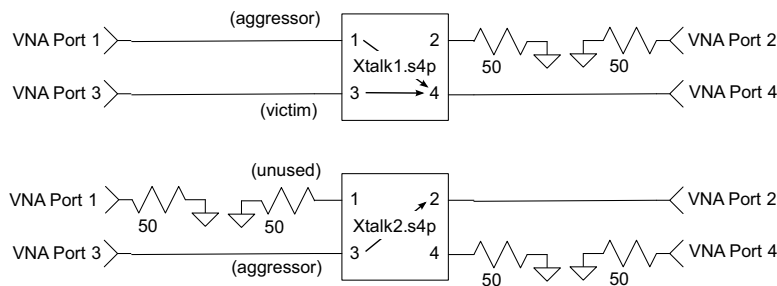 (aggressor)
VNA Port 1
1
2
50
50
VNA Port 2
Xtalk1.s4p
VNA Port 3
3
4
VNA Port 4
(victim)
(unused)
VNA Port 1
50
50
1
2
VNA Port 2
Xtalk2.s4p
VNA Port 3
3
4
50
50
VNA Port 4
(aggressor)